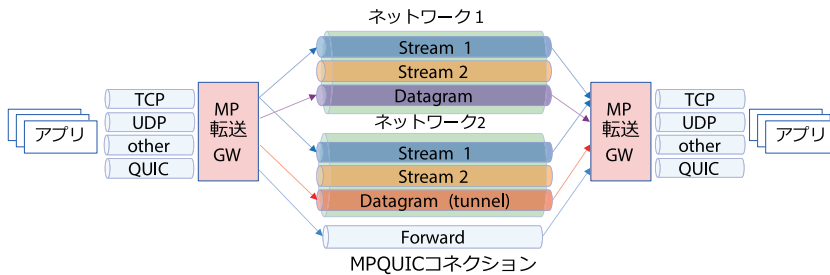 ネットワーク1
Stream 1
Stream 2
Datagram
ネットワーク2
Stream 1
Stream 2
Datagram (tunnel)
Forward
MPQUICコネクション
アプリ
TCP
UDP
other
QUIC
MP
転送
GW
MP
転送
GW
TCP
UDP
other
QUIC
アプリ